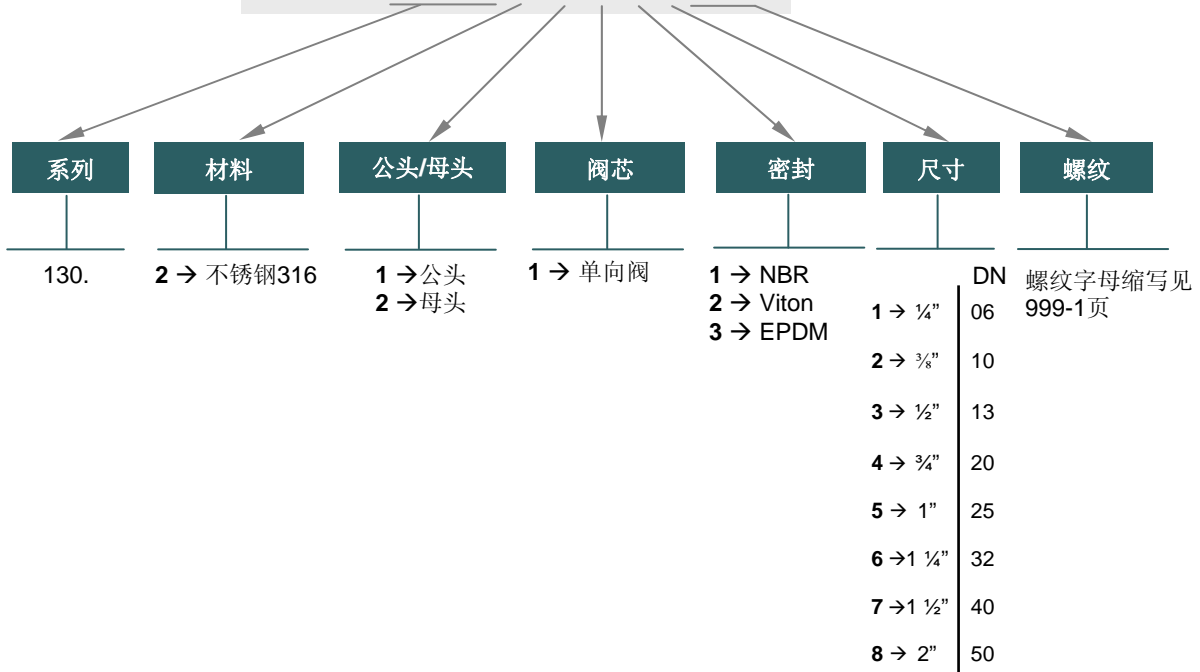 系列
材料
公头/母头
阀芯
密封
尺寸
螺纹
130.
2 → 不锈钢316
1 →公头
2 →母头
1 → 单向阀
1 → NBR
2 → Viton
3 → EPDM
DN
1 → ¼” 06
2 → ⅜” 10
3 → ½” 13
4 → ¾” 20
5 → 1” 25
6 →1 ¼” 32
7 →1 ½” 40
8 → 2” 50
螺纹字母缩写见
999-1页